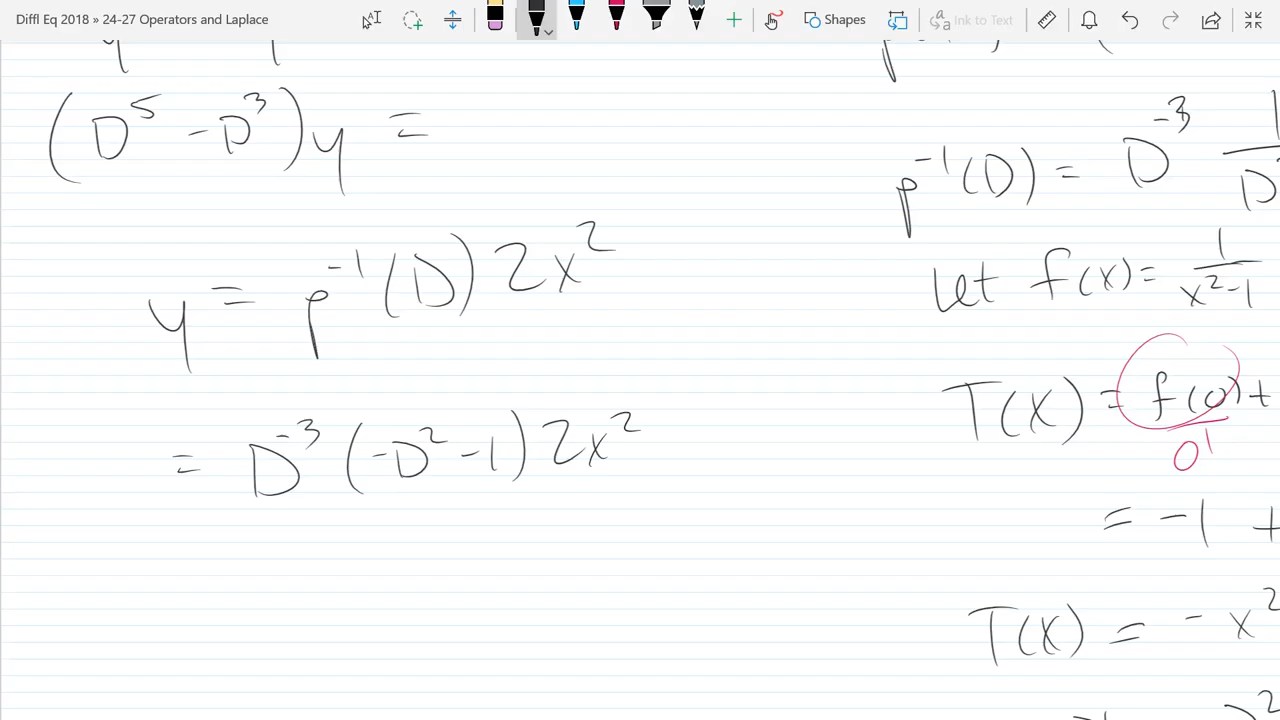 Diffl Eq 2018 » 24-27 Operators and Laplace
Shapes
Ink to Text
(D⁵ - D³)y =
y = p⁻¹(D) 2x²
= D⁻³(-D² - 1) 2x²
p⁻¹(D) = D⁻³ 1/D
Let f(x) = 1/(x² - 1)
T(x) = f(0) +
0!
= -1 +
T(x) = - x²